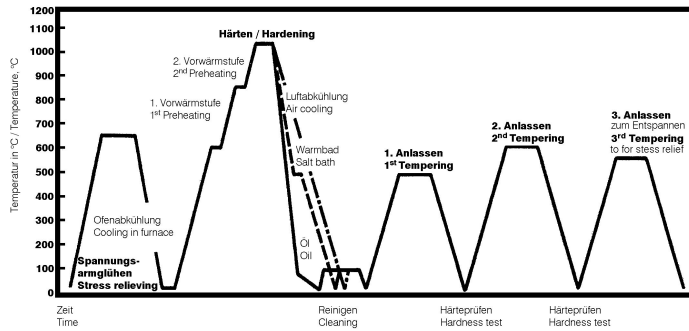 Temperatur in °C / Temperature, °C
1200
1100
1000
900
800
700
600
500
400
300
200
100
0
Härten / Hardening
2. Vorwärmstufe
2nd Preheating
1. Vorwärmstufe
1st Preheating
Luftabkühlung
Air cooling
Warmbad
Salt bath
Öl
Oil
Ofenabkühlung
Cooling in furnace
Spannungs-
armglühen
Stress relieving
1. Anlassen
1st Tempering
2. Anlassen
2nd Tempering
3. Anlassen
zum Entspannen
3rd Tempering
to for stess relief
Zeit
Time
Reinigen
Cleaning
Härteprüfen
Hardness test
Härteprüfen
Hardness test